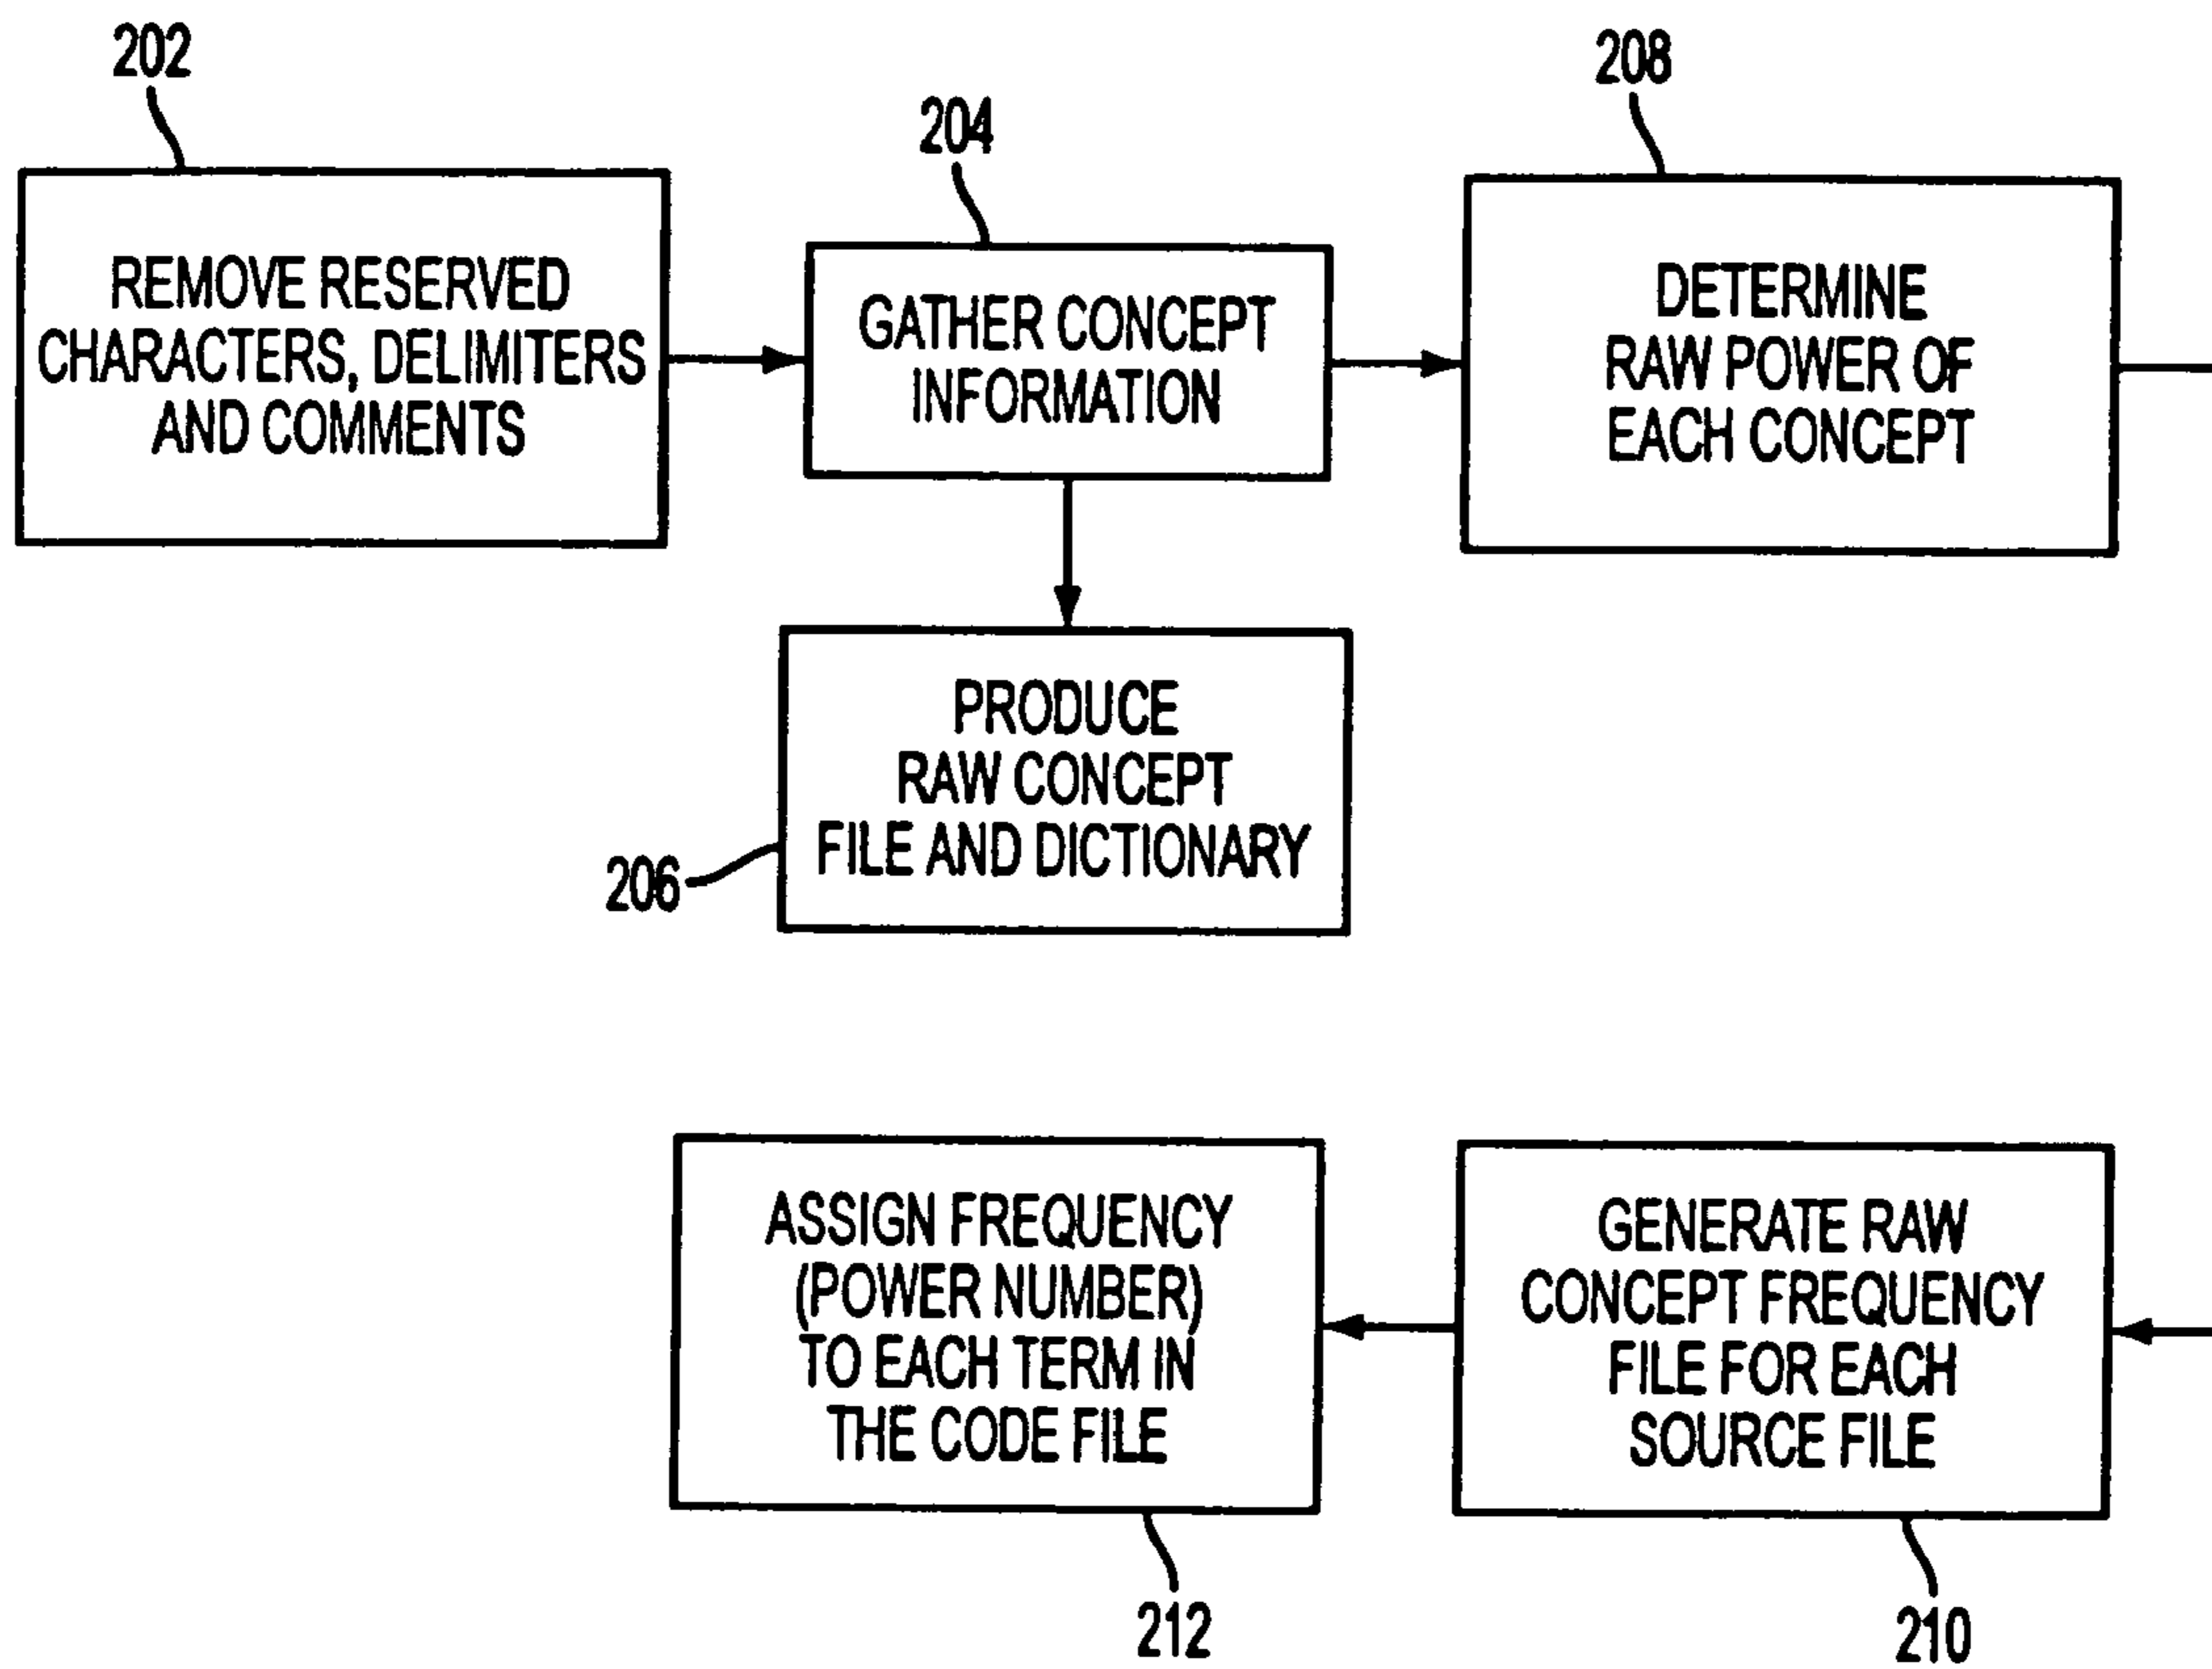 202
REMOVE RESERVED
CHARACTERS, DELIMITERS
AND COMMENTS
204
GATHER CONCEPT
INFORMATION
208
DETERMINE
RAW POWER OF
EACH CONCEPT
206
PRODUCE
RAW CONCEPT
FILE AND DICTIONARY
GENERATE RAW
CONCEPT FREQUENCY
FILE FOR EACH
SOURCE FILE
210
ASSIGN FREQUENCY
(POWER NUMBER)
TO EACH TERM IN
THE CODE FILE
212